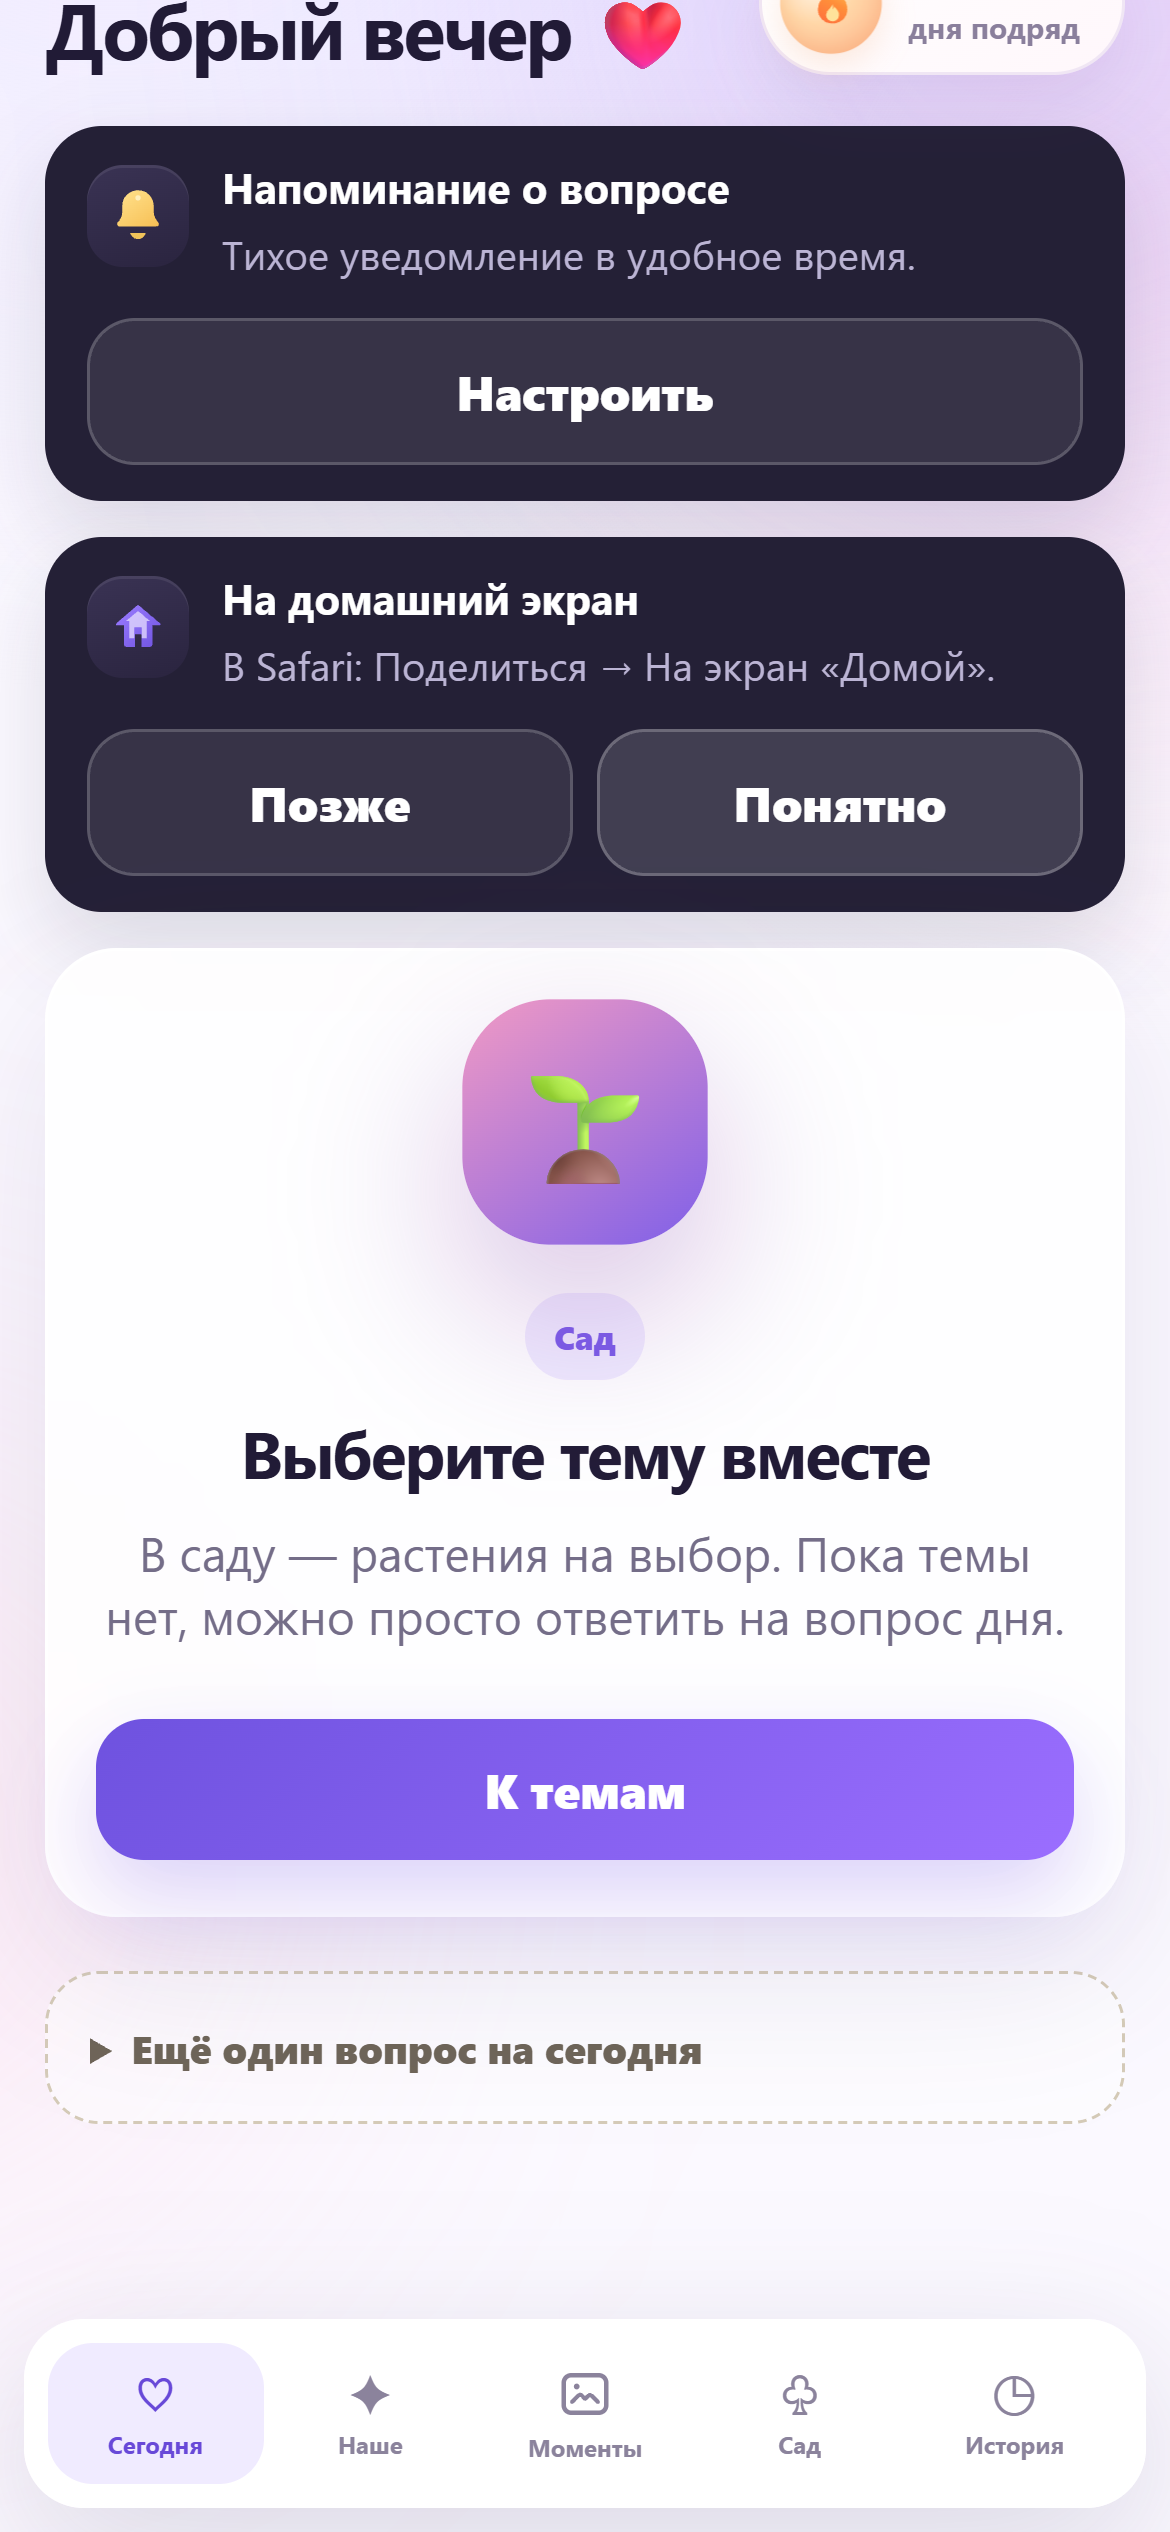 Добрый вечер
дня подряд
Напоминание о вопросе
Тихое уведомление в удобное время.
Настроить
На домашний экран
В Safari: Поделиться → На экран «Домой».
Позже
Понятно
Сад
Выберите тему вместе
В саду — растения на выбор. Пока темы
нет, можно просто ответить на вопрос дня.
К темам
Ещё один вопрос на сегодня
Сегодня
Наше
Моменты
Сад
История